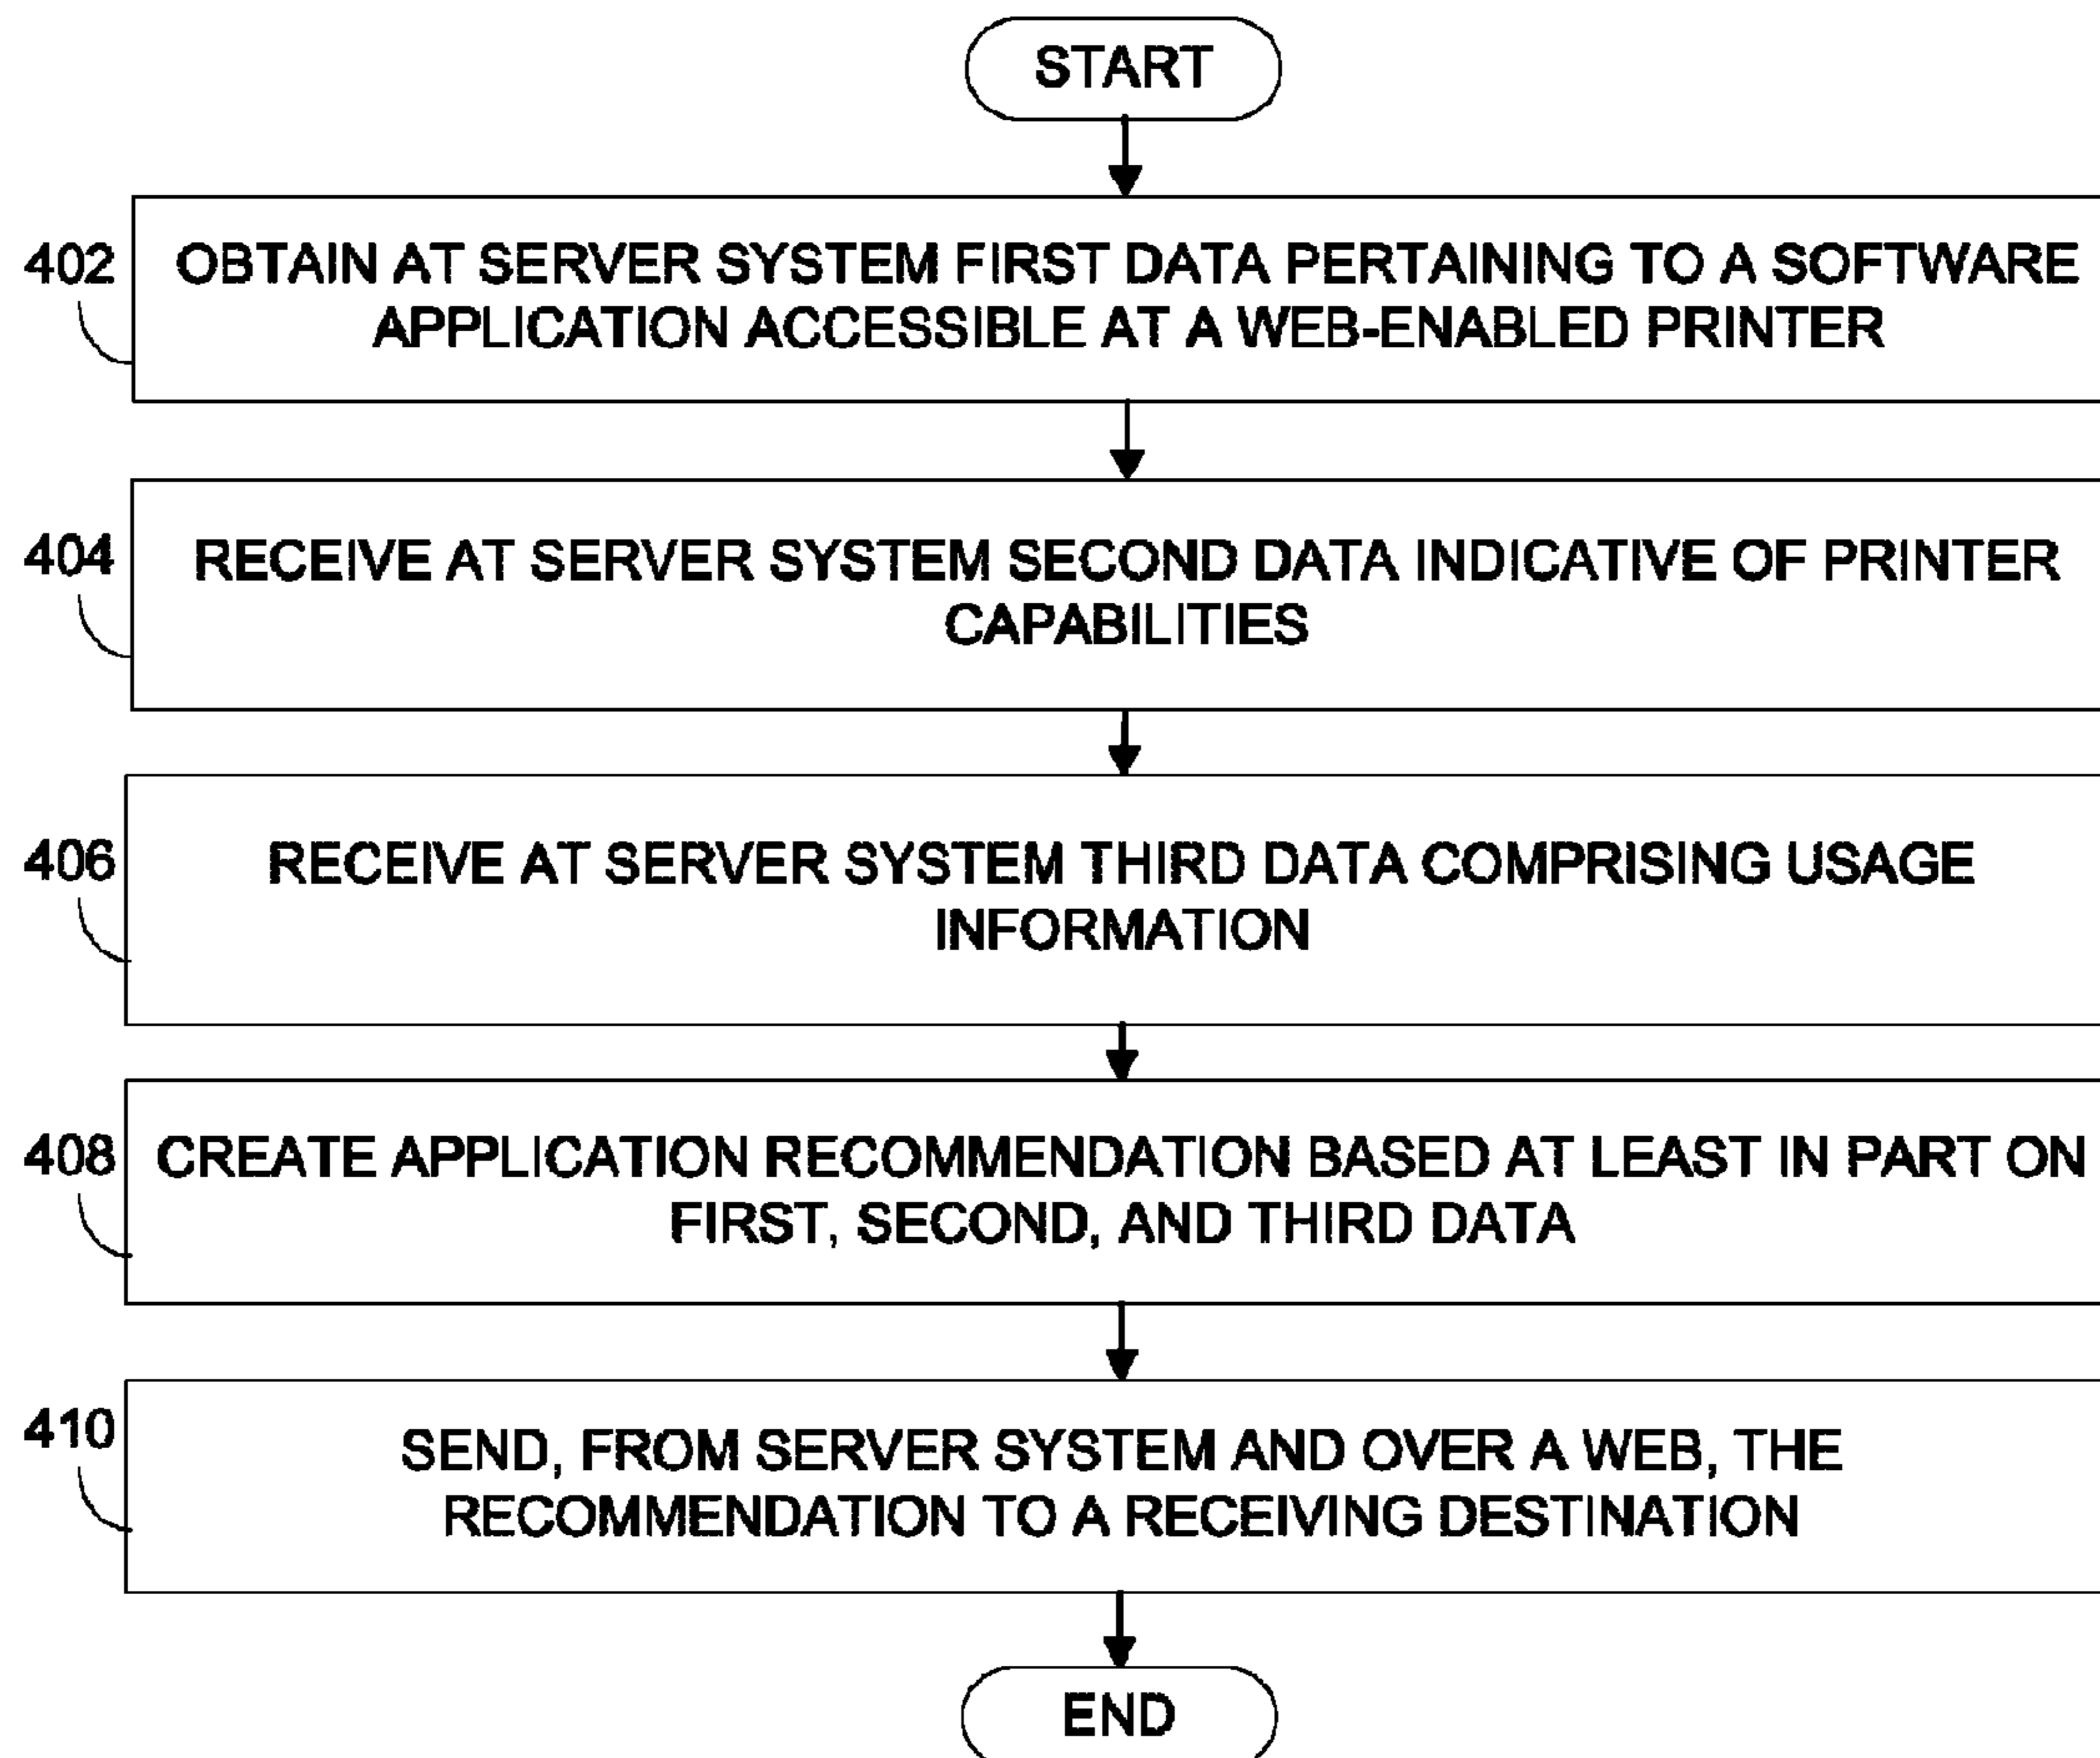 START
402
OBTAIN AT SERVER SYSTEM FIRST DATA PERTAINING TO A SOFTWARE
APPLICATION ACCESSIBLE AT A WEB-ENABLED PRINTER
404
RECEIVE AT SERVER SYSTEM SECOND DATA INDICATIVE OF PRINTER
CAPABILITIES
406
RECEIVE AT SERVER SYSTEM THIRD DATA COMPRISING USAGE
INFORMATION
408
CREATE APPLICATION RECOMMENDATION BASED AT LEAST IN PART ON
FIRST, SECOND, AND THIRD DATA
410
SEND, FROM SERVER SYSTEM AND OVER A WEB, THE
RECOMMENDATION TO A RECEIVING DESTINATION
END